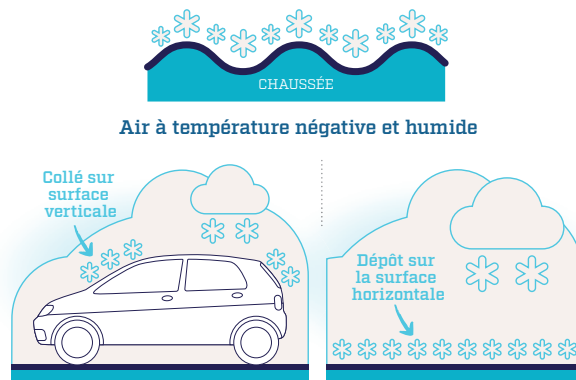 CHAUSSÉE
Air à température négative et humide
Collé sur
surface
verticale
Dépôt sur
la surface
horizontale